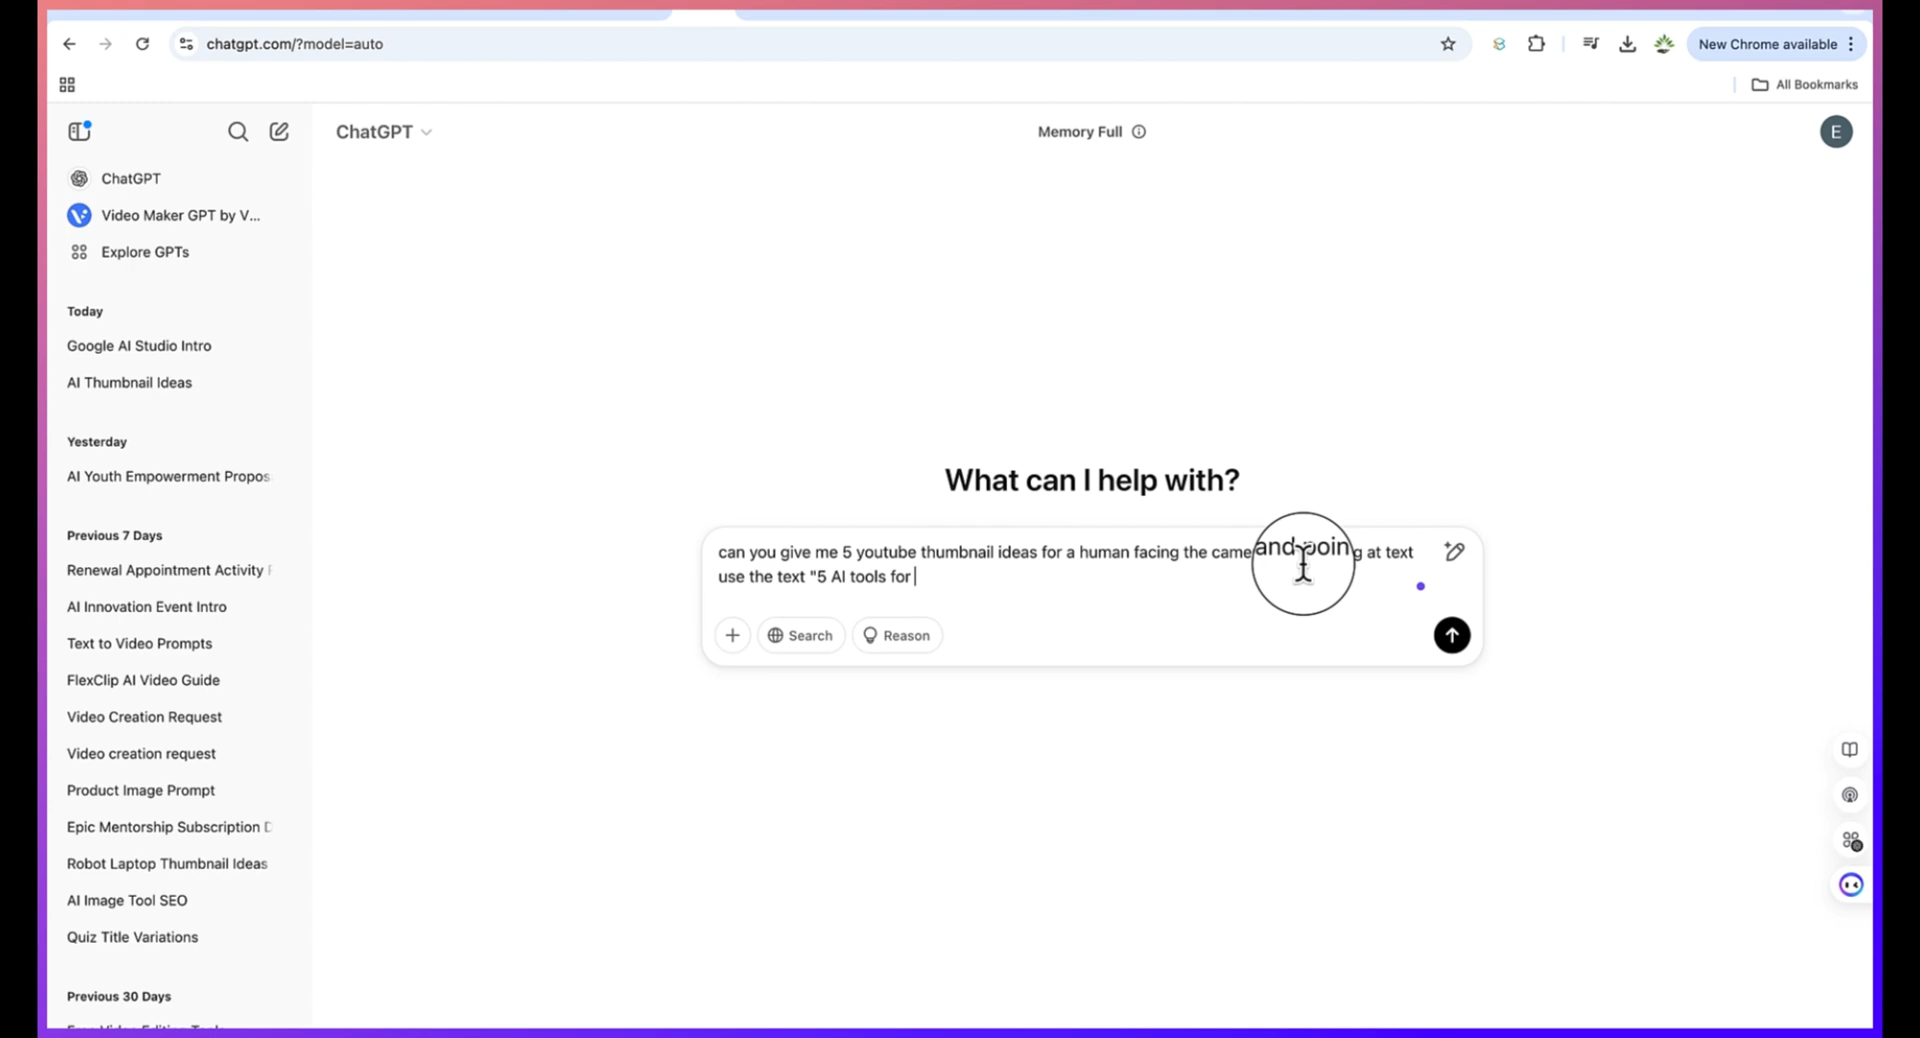 chatgpt.com/?model=auto
New Chrome available
All Bookmarks
ChatGPT
Memory Full
E
ChatGPT
Video Maker GPT by V...
Explore GPTs
Today
Google AI Studio Intro
AI Thumbnail Ideas
Yesterday
AI Youth Empowerment Propos
Previous 7 Days
Renewal Appointment Activity
AI Innovation Event Intro
Text to Video Prompts
FlexClip AI Video Guide
Video Creation Request
Video creation request
Product Image Prompt
Epic Mentorship Subscription D
Robot Laptop Thumbnail Ideas
AI Image Tool SEO
Quiz Title Variations
Previous 30 Days
What can I help with?
can you give me 5 youtube thumbnail ideas for a human facing the came and poin g at text
use the text "5 AI tools for
Search
Reason